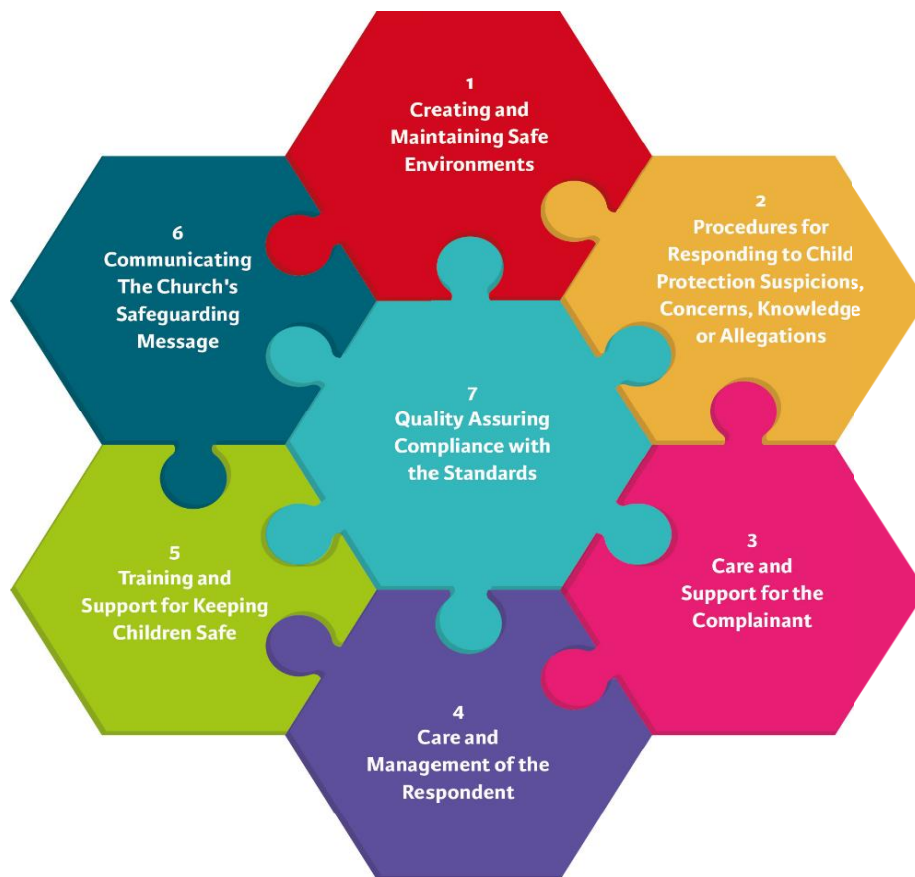 1
Creating and
Maintaining Safe
Environments
2
Procedures for
Responding to Child
Protection Suspicions,
Concerns, Knowledge
or Allegations
3
Care and
Support for the
Complainant
4
Care and
Management of the
Respondent
5
Training and
Support for Keeping
Children Safe
6
Communicating
The Church's
Safeguarding
Message
7
Quality Assuring
Compliance with
the Standards